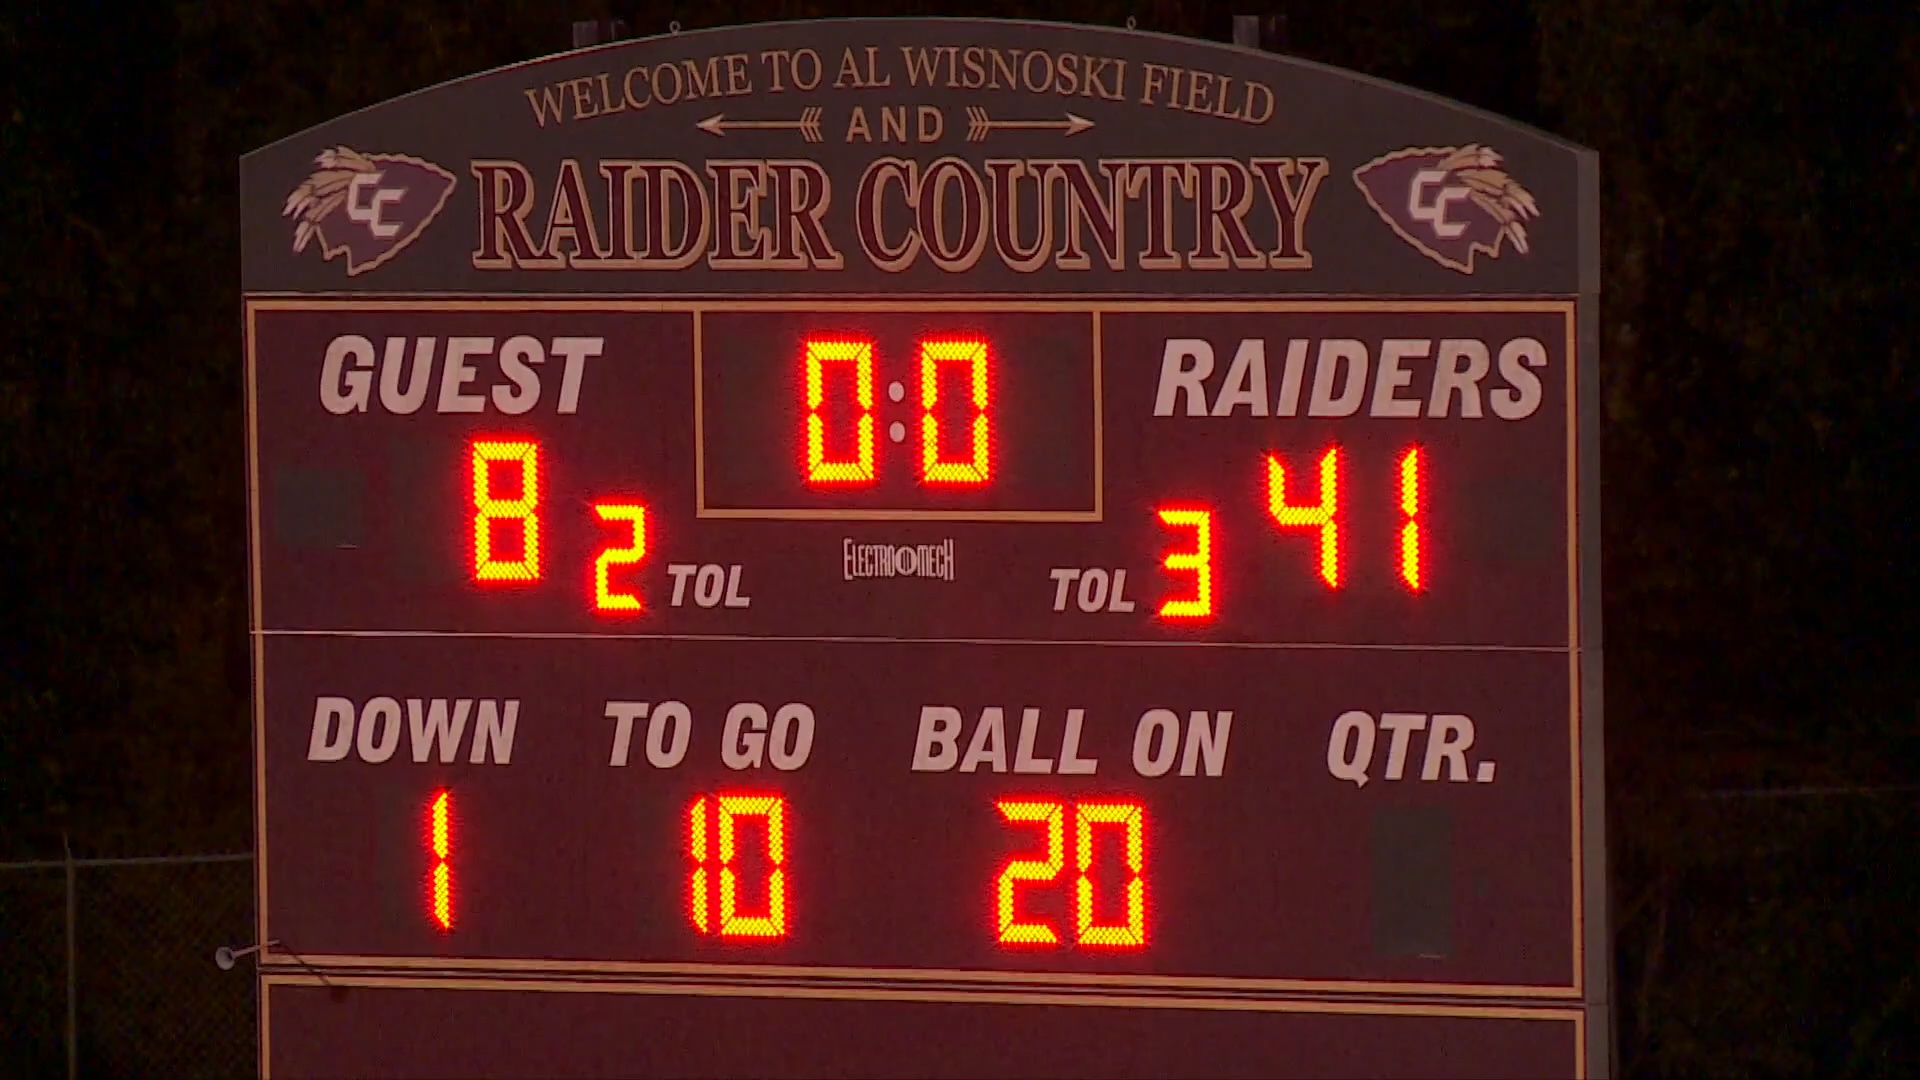 WELCOME TO AL WISNOSKI FIELD
AND
CC RAIDER COUNTRY CC
GUEST 0:0 RAIDERS
8 2 TOL ELECTRO-MECH TOL 3 41
DOWN TO GO BALL ON QTR.
1 10 20